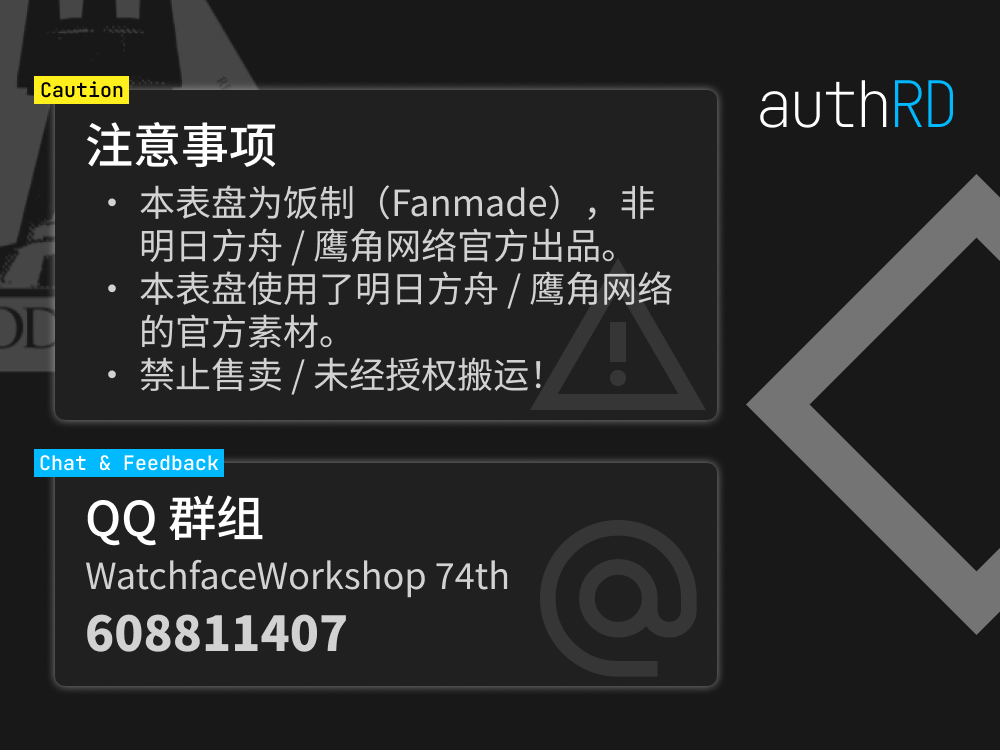 Caution
authRD
注意事项
• 本表盘为饭制（Fanmade），非
明日方舟 / 鹰角网络官方出品。
• 本表盘使用了明日方舟 / 鹰角网络
的官方素材。
• 禁止售卖 / 未经授权搬运！
Chat & Feedback
QQ 群组
WatchfaceWorkshop 74th
608811407